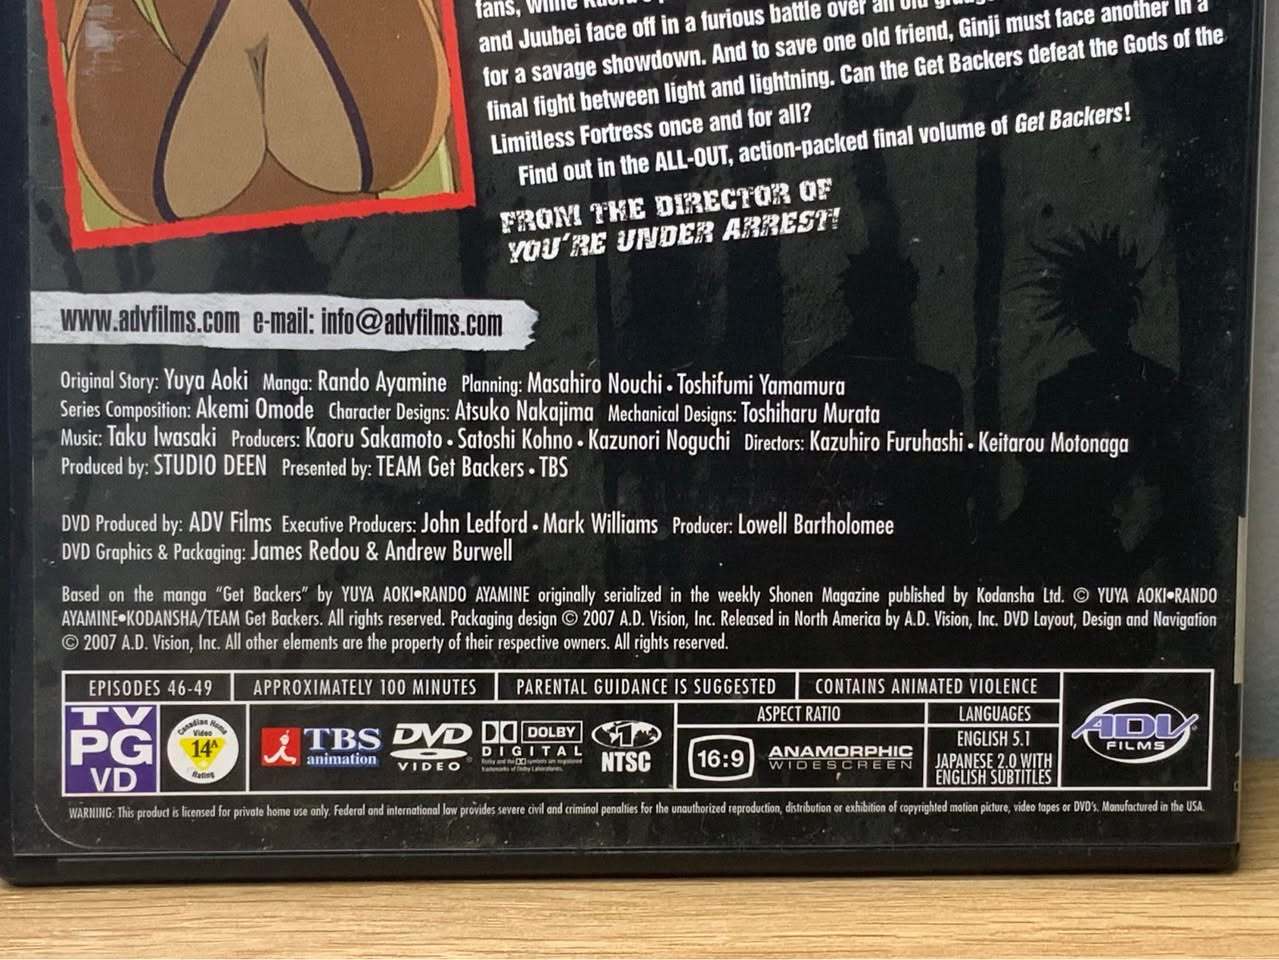 fans, while
and Juubei face off in a furious battle over an old
for a savage showdown. And to save one old friend, Ginji must face another in a
final fight between light and lightning. Can the Get Backers defeat the Gods of the
Limitless Fortress once and for all?
Find out in the ALL-OUT, action-packed final volume of Get Backers!
FROM THE DIRECTOR OF
YOU'RE UNDER ARREST!
www.advfilms.com e-mail: info@advfilms.com
Original Story: Yuya Aoki Manga: Rando Ayamine Planning: Masahiro Nouchi • Toshifumi Yamamura
Series Composition: Akemi Omode Character Designs: Atsuko Nakajima Mechanical Designs: Toshiharu Murata
Music: Taku Iwasaki Producers: Kaoru Sakamoto • Satoshi Kohno • Kazunori Noguchi Directors: Kazuhiro Furuhashi • Keitarou Motonaga
Produced by: STUDIO DEEN Presented by: TEAM Get Backers • TBS
DVD Produced by: ADV Films Executive Producers: John Ledford • Mark Williams Producer: Lowell Bartholomee
DVD Graphics & Packaging: James Redou & Andrew Burwell
Based on the manga "Get Backers" by YUYA AOKI•RANDO AYAMINE originally serialized in the weekly Shonen Magazine published by Kodansha Ltd. © YUYA AOKI•RANDO
AYAMINE•KODANSHA/TEAM Get Backers. All rights reserved. Packaging design © 2007 A.D. Vision, Inc. Released in North America by A.D. Vision, Inc. DVD Layout, Design and Navigation
© 2007 A.D. Vision, Inc. All other elements are the property of their respective owners. All rights reserved.
EPISODES 46-49 APPROXIMATELY 100 MINUTES PARENTAL GUIDANCE IS SUGGESTED CONTAINS ANIMATED VIOLENCE
TV
PG
VD
Canadian Home
Video
14A
Rating
TBS
animation
DVD
VIDEO
DOLBY
DIGITAL
Dolby and the symbols are registered
trademarks of Dolby Laboratories.
1
NTSC
ASPECT RATIO
16:9
ANAMORPHIC
WIDESCREEN
LANGUAGES
ENGLISH 5.1
JAPANESE 2.0 WITH
ENGLISH SUBTITLES
ADV
FILMS
WARNING: This product is licensed for private home use only. Federal and international law provides severe civil and criminal penalties for the unauthorized reproduction, distribution or exhibition of copyrighted motion picture, video tapes or DVD's. Manufactured in the USA.